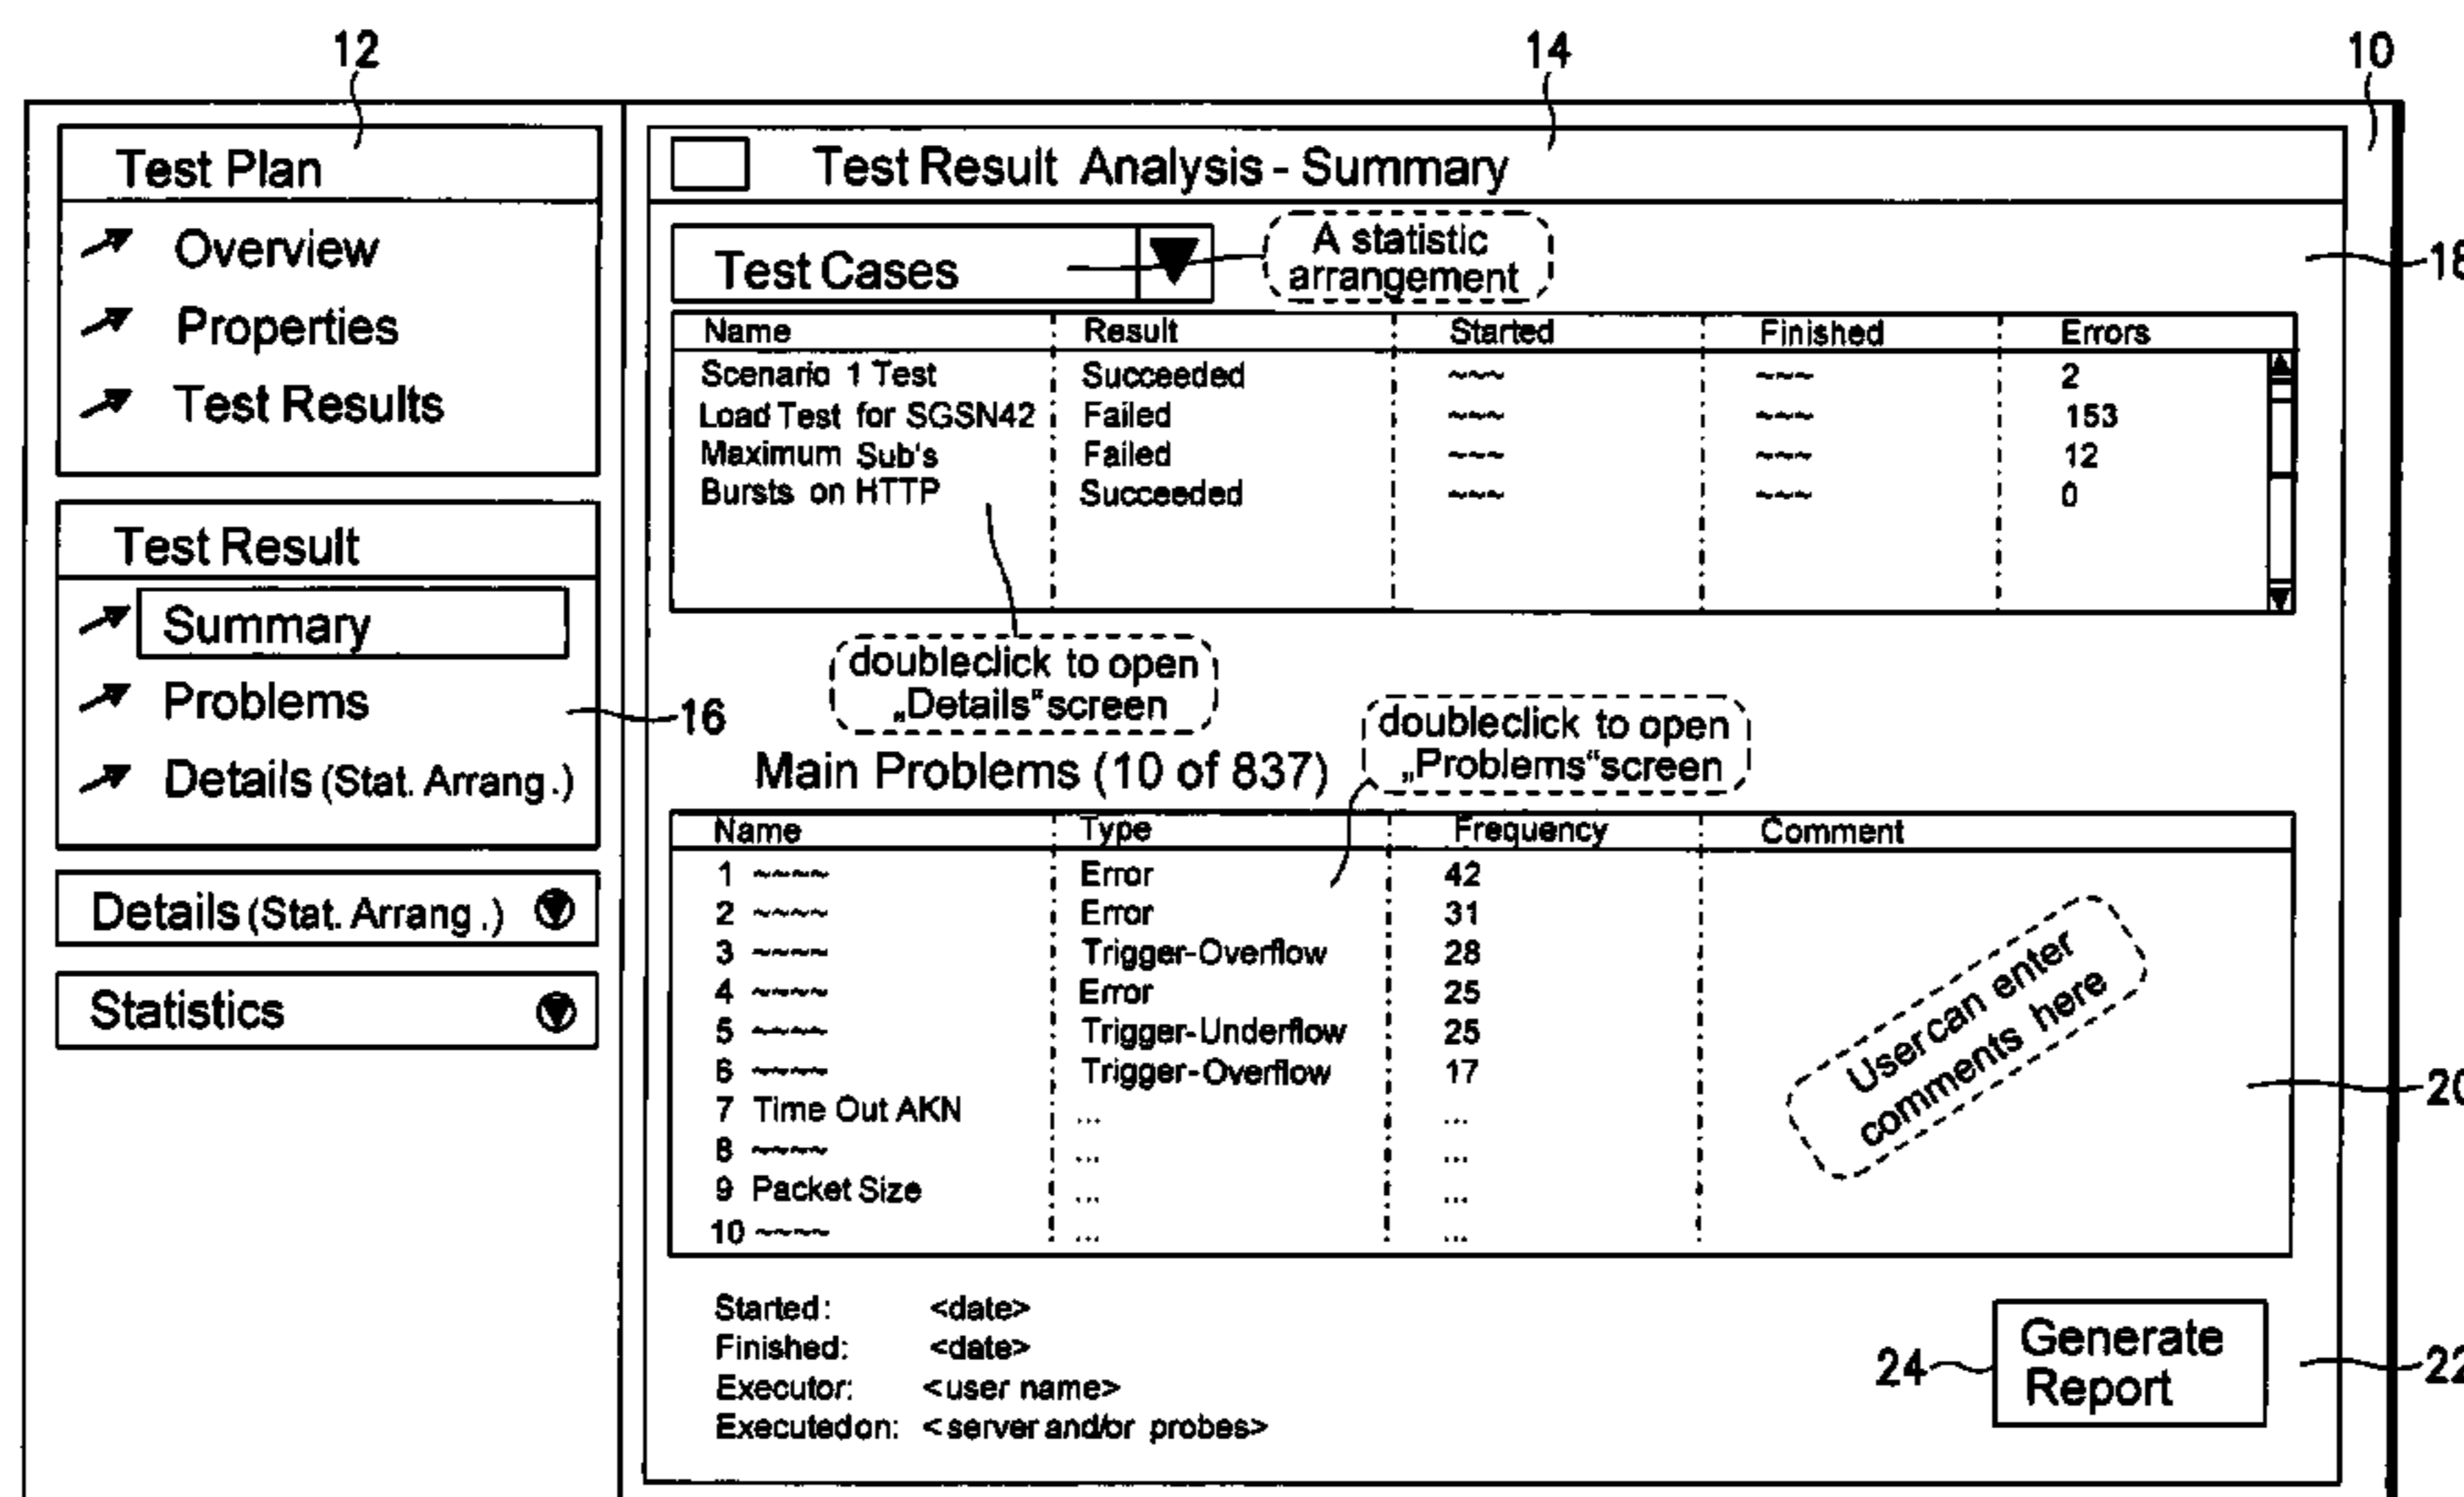 12
14
10
Test Plan
Overview
Properties
Test Results
Test Result
Summary
Problems
Details (Stat. Arrang.)
16
Details (Stat. Arrang.)
Statistics
Test Result Analysis - Summary
Test Cases
A statistic
arrangement
18
Name Result Started Finished Errors
Scenario 1 Test Succeeded ~~~ ~~~ 2
Load Test for SGSN42 Failed ~~~ ~~~ 153
Maximum Sub's Failed ~~~ ~~~ 12
Bursts on HTTP Succeeded ~~~ ~~~ 0
doubleclick to open
„Details“ screen
doubleclick to open
„Problems“ screen
Main Problems (10 of 837)
Name Type Frequency Comment
1 ~~~~ Error 42
2 ~~~~ Error 31
3 ~~~~ Trigger-Overflow 28
4 ~~~~ Error 25
5 ~~~~ Trigger-Underflow 25
6 ~~~~ Trigger-Overflow 17
7 Time Out AKN ... ...
8 ~~~~ ... ...
9 Packet Size ... ...
10 ~~~~ ... ...
User can enter
comments here
20
Started: <date>
Finished: <date>
Executor: <user name>
Executed on: <server and/or probes>
24
Generate
Report
22